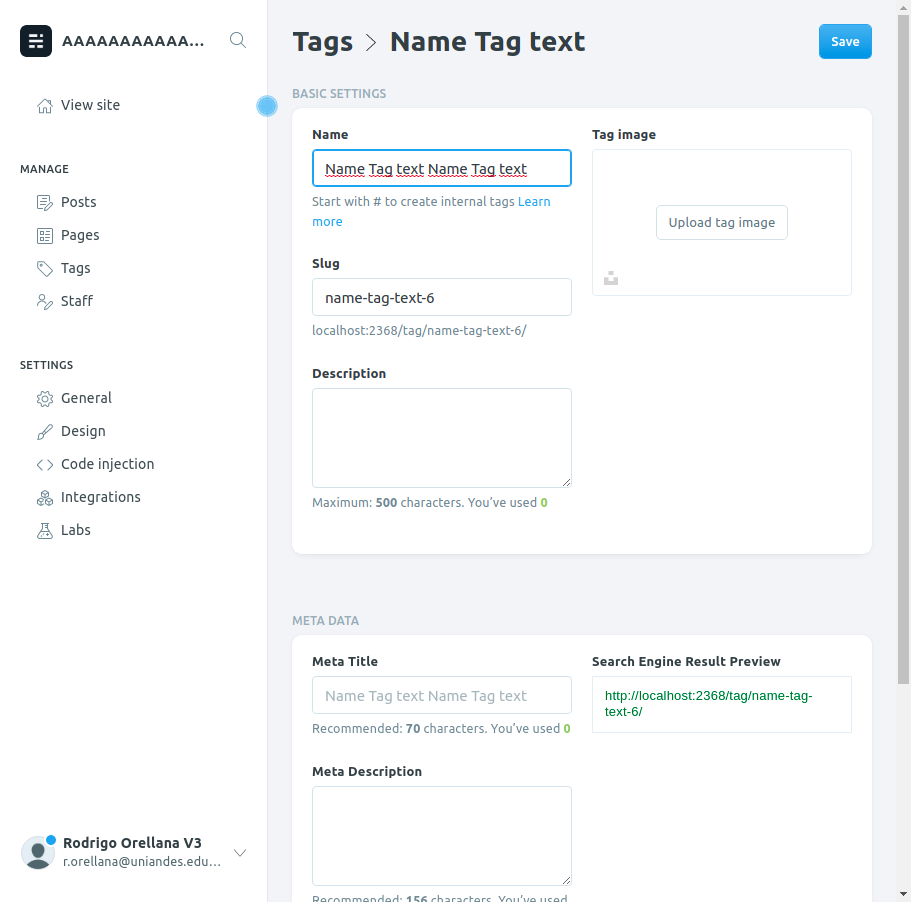 AAAAAAAAAAAA...
View site
MANAGE
Posts
Pages
Tags
Staff
SETTINGS
General
Design
Code injection
Integrations
Labs
Rodrigo Orellana V3
r.orellana@uniandes.edu...
Tags > Name Tag text
Save
BASIC SETTINGS
Name
Name Tag text Name Tag text
Start with # to create internal tags Learn
more
Slug
name-tag-text-6
localhost:2368/tag/name-tag-text-6/
Description
Maximum: 500 characters. You’ve used 0
Tag image
Upload tag image
META DATA
Meta Title
Name Tag text Name Tag text
Recommended: 70 characters. You’ve used 0
Meta Description
Recommended: 156 characters. You’ve used
Search Engine Result Preview
http://localhost:2368/tag/name-tag-
text-6/